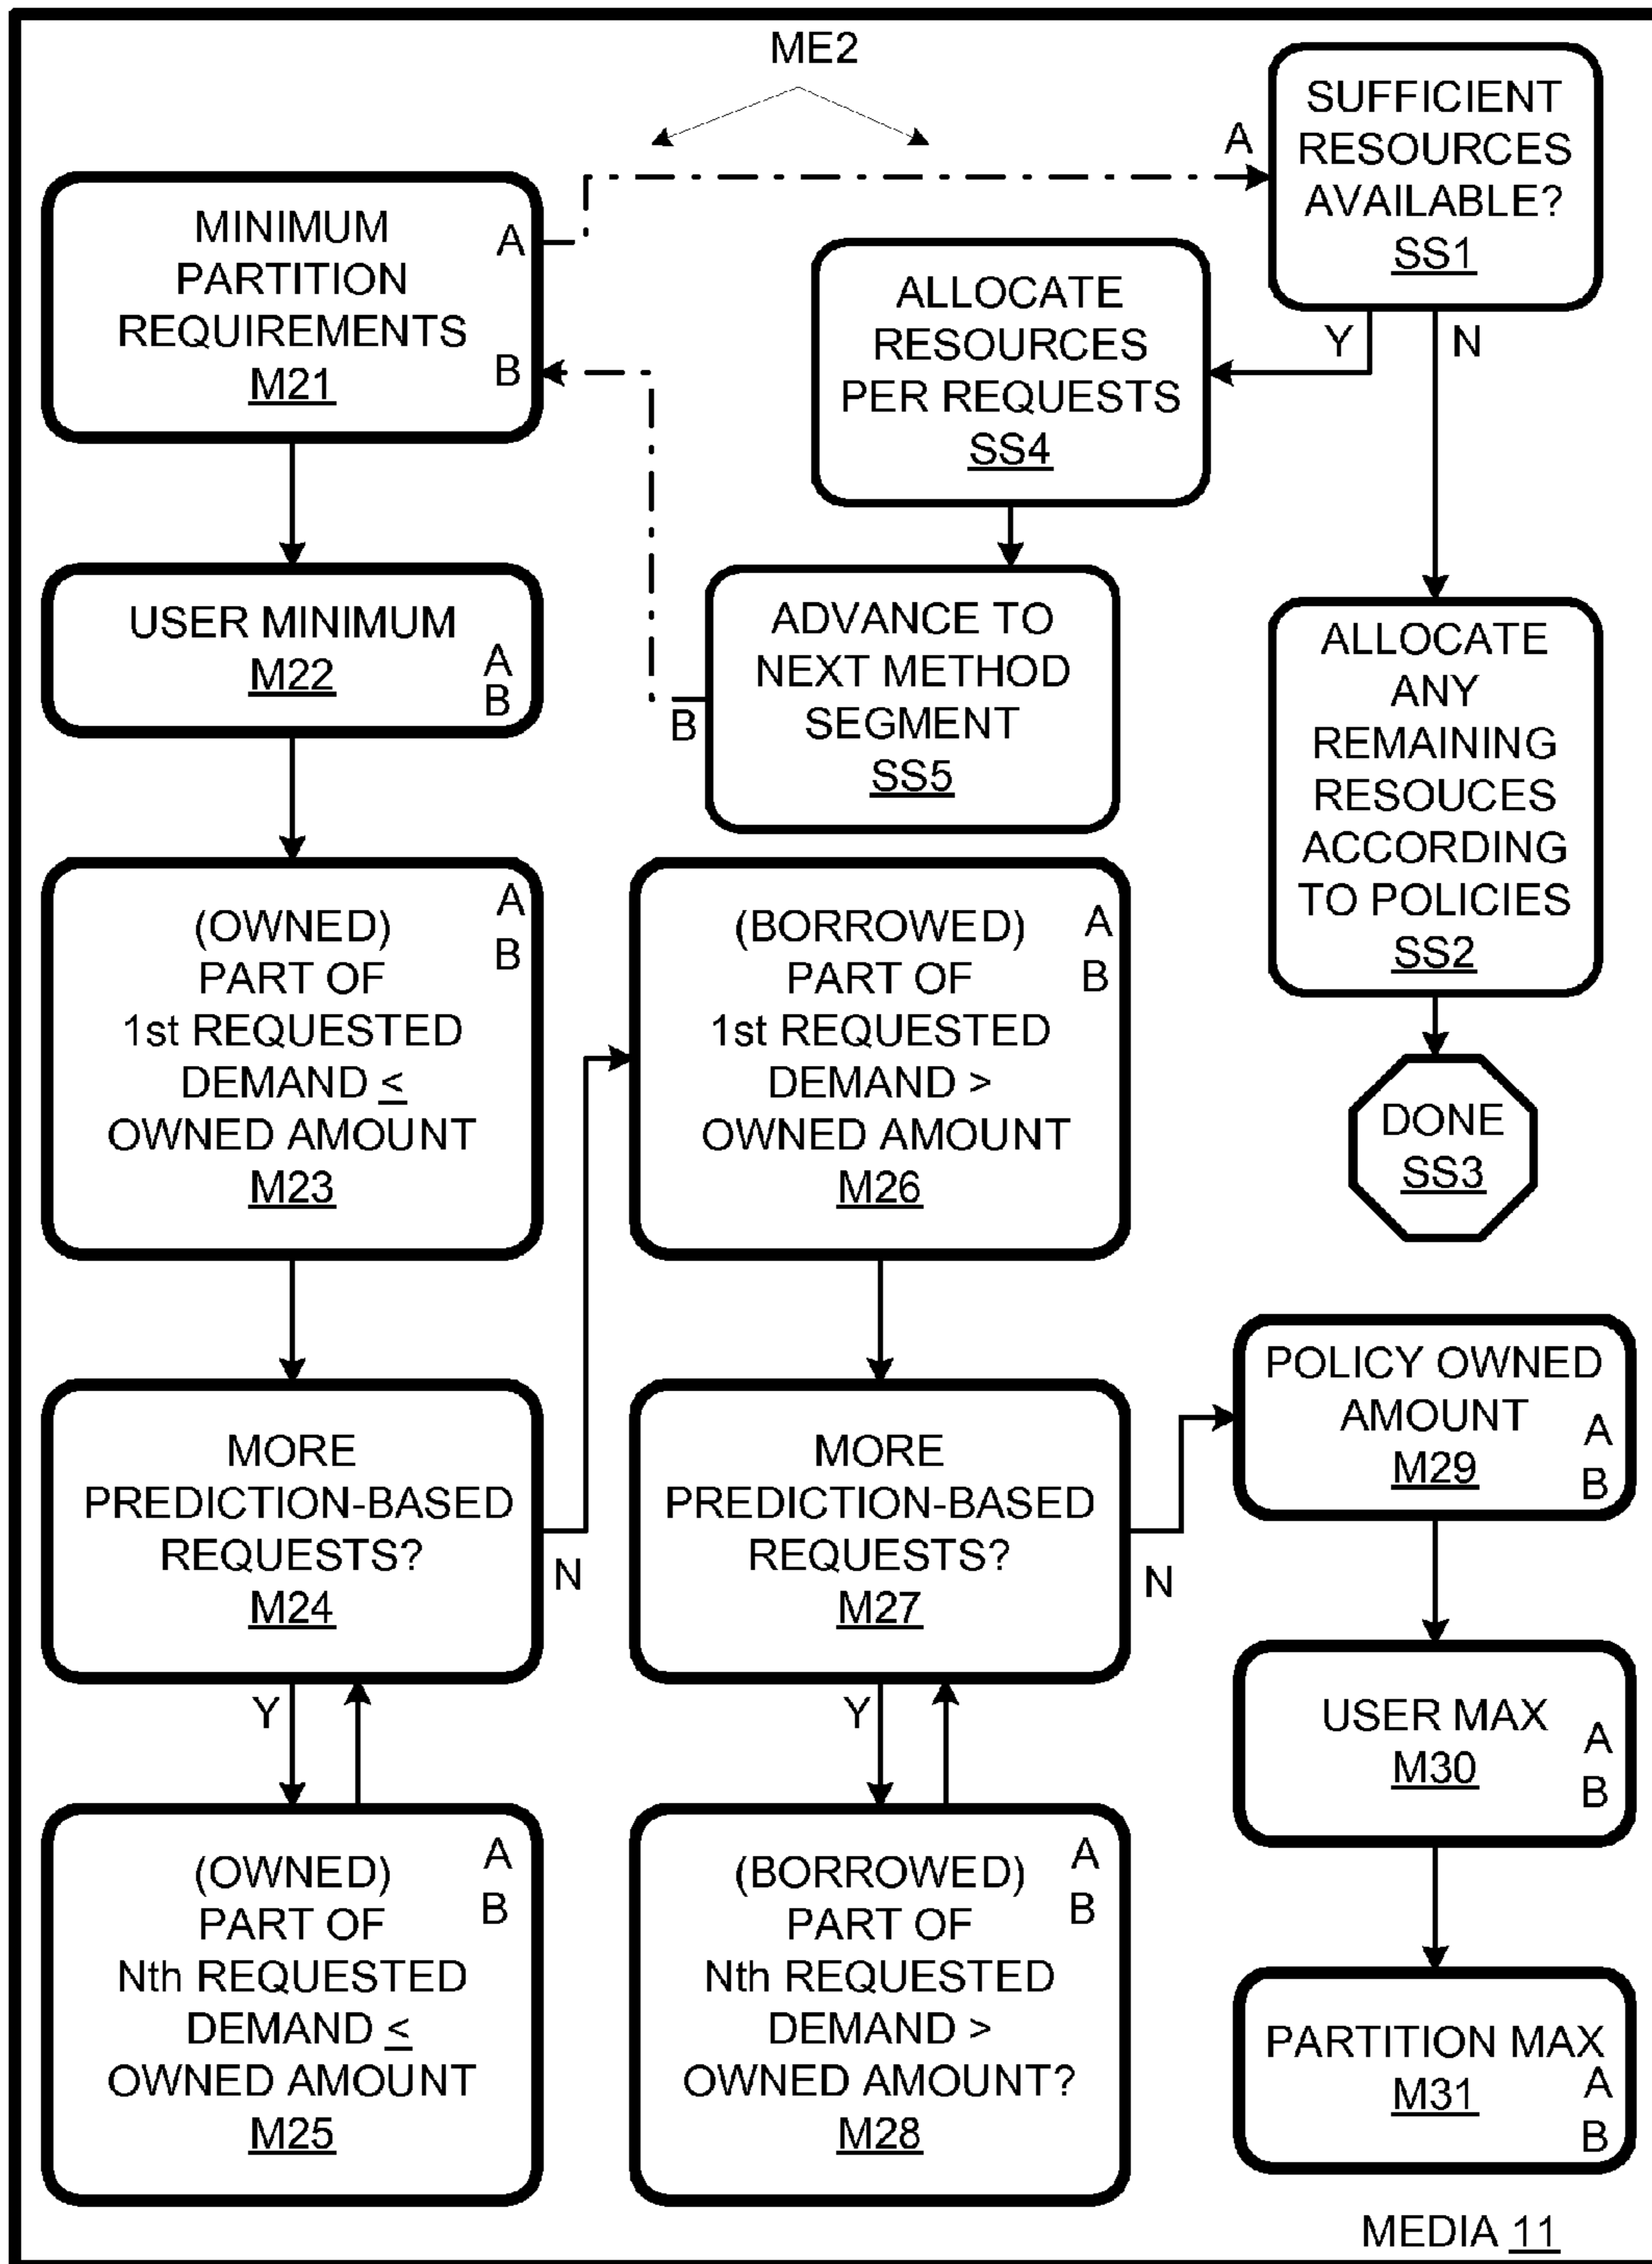 ME2
MINIMUM
PARTITION
REQUIREMENTS
M21
A
B
A
SUFFICIENT
RESOURCES
AVAILABLE?
SS1
Y
N
ALLOCATE
RESOURCES
PER REQUESTS
SS4
USER MINIMUM
M22
A
B
ADVANCE TO
NEXT METHOD
SEGMENT
SS5
B
ALLOCATE
ANY
REMAINING
RESOUCES
ACCORDING
TO POLICIES
SS2
DONE
SS3
(OWNED)
PART OF
1st REQUESTED
DEMAND ≤
OWNED AMOUNT
M23
A
B
(BORROWED)
PART OF
1st REQUESTED
DEMAND >
OWNED AMOUNT
M26
A
B
MORE
PREDICTION-BASED
REQUESTS?
M24
N
Y
MORE
PREDICTION-BASED
REQUESTS?
M27
N
Y
(OWNED)
PART OF
Nth REQUESTED
DEMAND ≤
OWNED AMOUNT
M25
A
B
(BORROWED)
PART OF
Nth REQUESTED
DEMAND >
OWNED AMOUNT?
M28
A
B
POLICY OWNED
AMOUNT
M29
A
B
USER MAX
M30
A
B
PARTITION MAX
M31
A
B
MEDIA 11